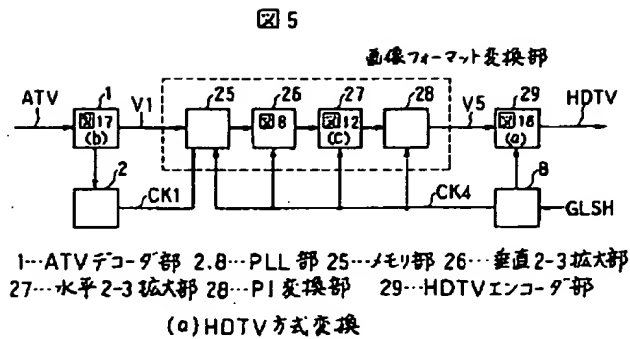 図5
画像フォーマット変換部
ATV
1
図17
(b)
V1
25
26
図8
27
図12
(c)
28
V5
29
図16
(a)
HDTV
2
CK1
CK4
8
GLSH
1…ATVデコーダ部 2.8…PLL部 25…メモリ部 26…垂直2-3拡大部
27…水平2-3拡大部 28…PI変換部 29…HDTVエンコーダ部
(a)HDTV方式変換